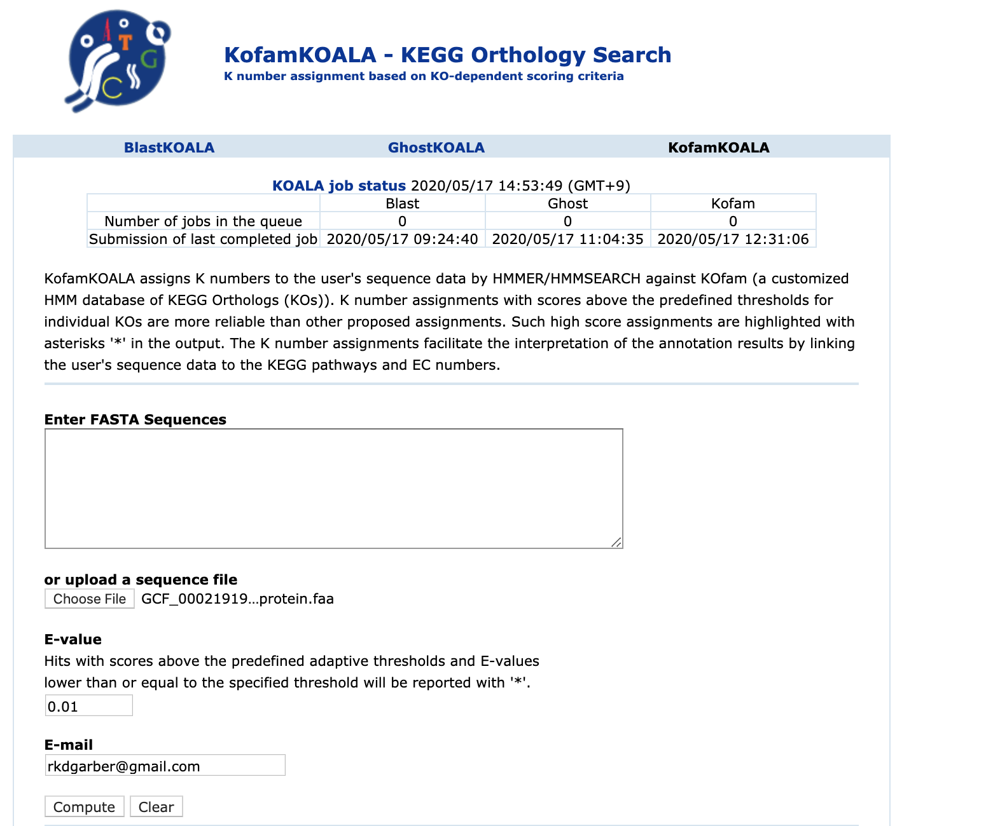 A T G C
KofamKOALA - KEGG Orthology Search
K number assignment based on KO-dependent scoring criteria
BlastKOALA GhostKOALA KofamKOALA
KOALA job status 2020/05/17 14:53:49 (GMT+9)
Blast Ghost Kofam
Number of jobs in the queue 0 0 0
Submission of last completed job 2020/05/17 09:24:40 2020/05/17 11:04:35 2020/05/17 12:31:06
KofamKOALA assigns K numbers to the user's sequence data by HMMER/HMMSEARCH against KOfam (a customized
HMM database of KEGG Orthologs (KOs)). K number assignments with scores above the predefined thresholds for
individual KOs are more reliable than other proposed assignments. Such high score assignments are highlighted with
asterisks '*' in the output. The K number assignments facilitate the interpretation of the annotation results by linking
the user's sequence data to the KEGG pathways and EC numbers.
Enter FASTA Sequences
or upload a sequence file
Choose File GCF_00021919...protein.faa
E-value
Hits with scores above the predefined adaptive thresholds and E-values
lower than or equal to the specified threshold will be reported with '*'.
0.01
E-mail
rkdgarber@gmail.com
Compute Clear